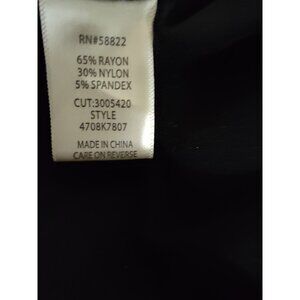 RN#58822
65% RAYON
30% NYLON
5% SPANDEX
CUT:3005420
STYLE
4708K7807
MADE IN CHINA
CARE ON REVERSE